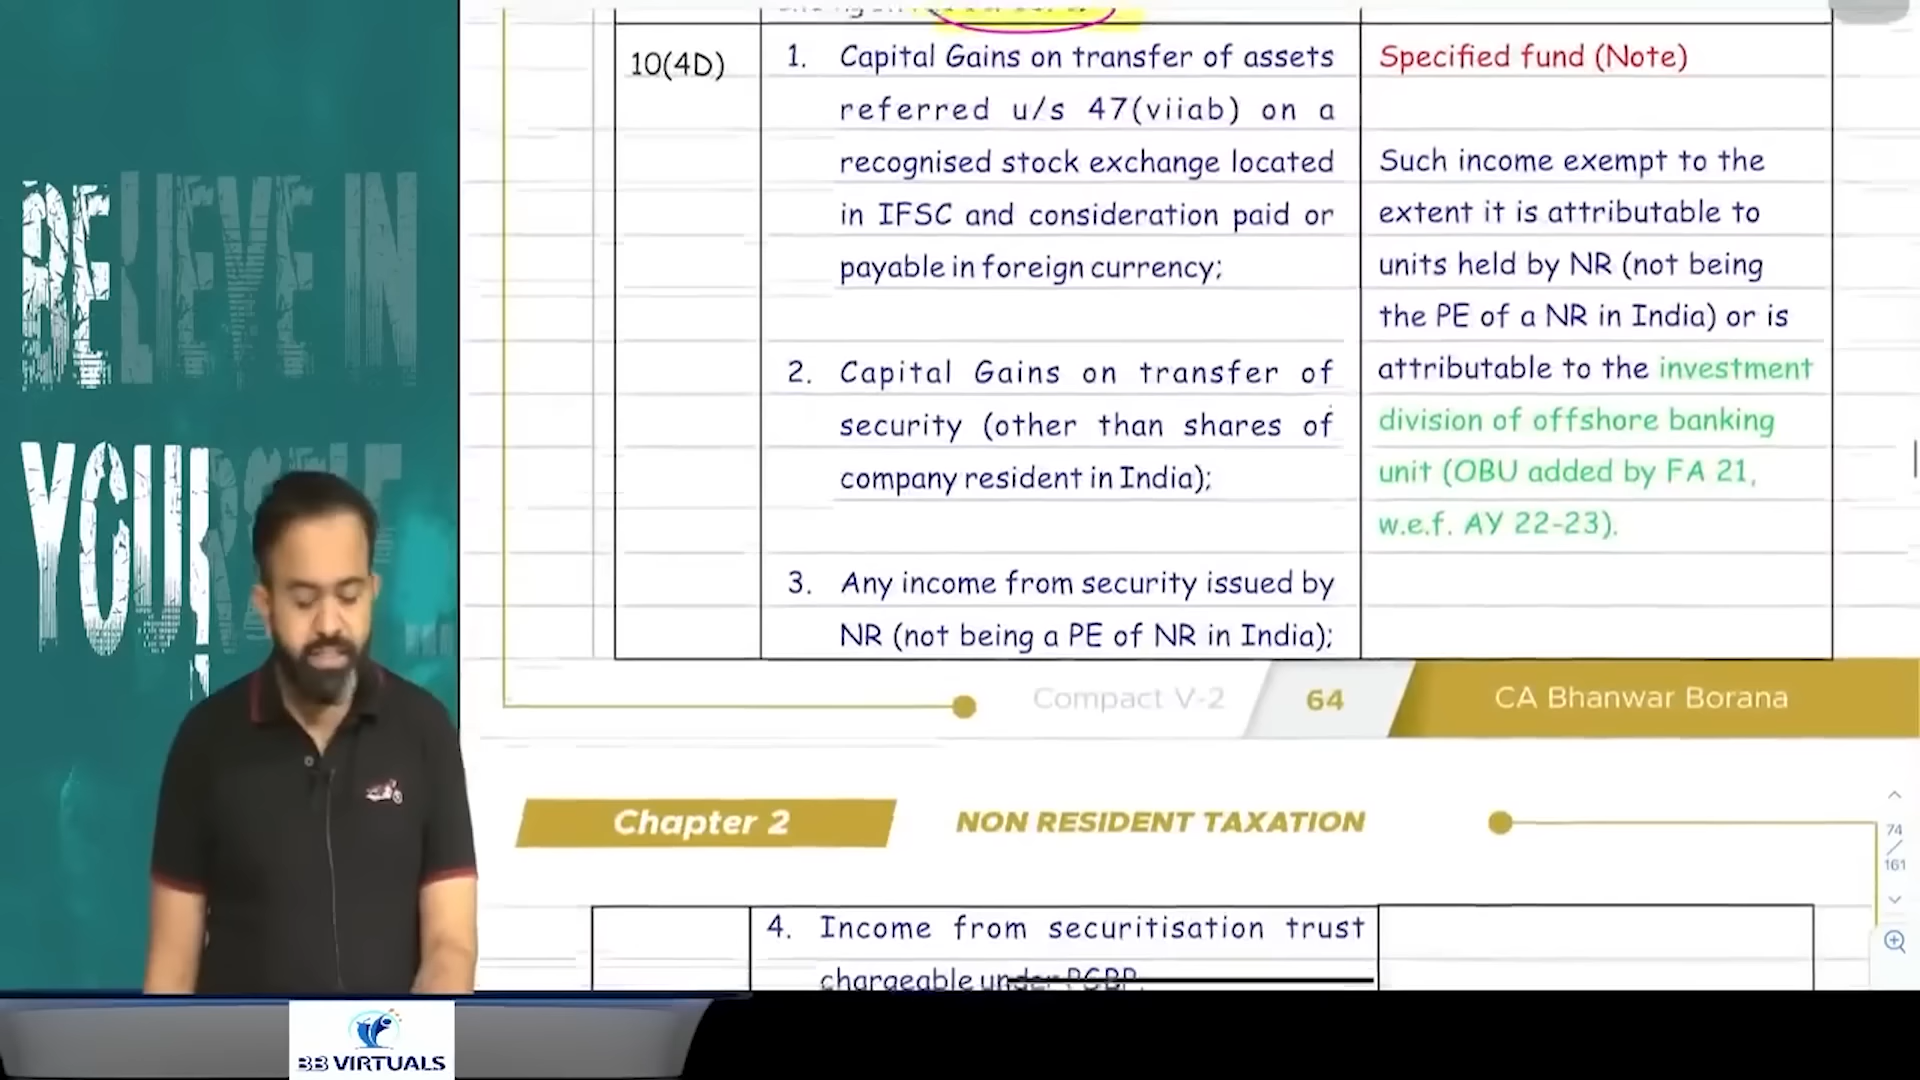 BELIEVE IN
YOURSELF...
10(4D)
1. Capital Gains on transfer of assets
referred u/s 47(viiab) on a
recognised stock exchange located
in IFSC and consideration paid or
payable in foreign currency;
2. Capital Gains on transfer of
security (other than shares of
company resident in India);
3. Any income from security issued by
NR (not being a PE of NR in India);
Specified fund (Note)
Such income exempt to the
extent it is attributable to
units held by NR (not being
the PE of a NR in India) or is
attributable to the investment
division of offshore banking
unit (OBU added by FA 21,
w.e.f. AY 22-23).
Compact V-2
64
CA Bhanwar Borana
Chapter 2
NON RESIDENT TAXATION
74
/
161
4. Income from securitisation trust
chargeable under PGBP.
BB VIRTUALS